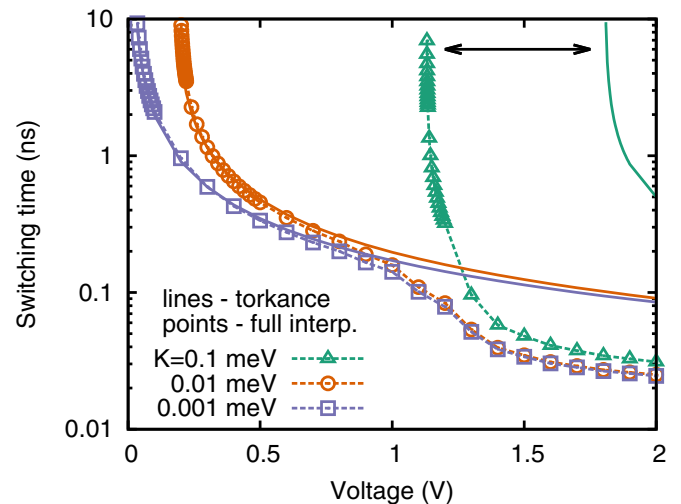 10
1
0.1
0.01
Switching time (ns)
lines - torkance
points - full interp.
K=0.1 meV
0.01 meV
0.001 meV
0 0.5 1 1.5 2
Voltage (V)